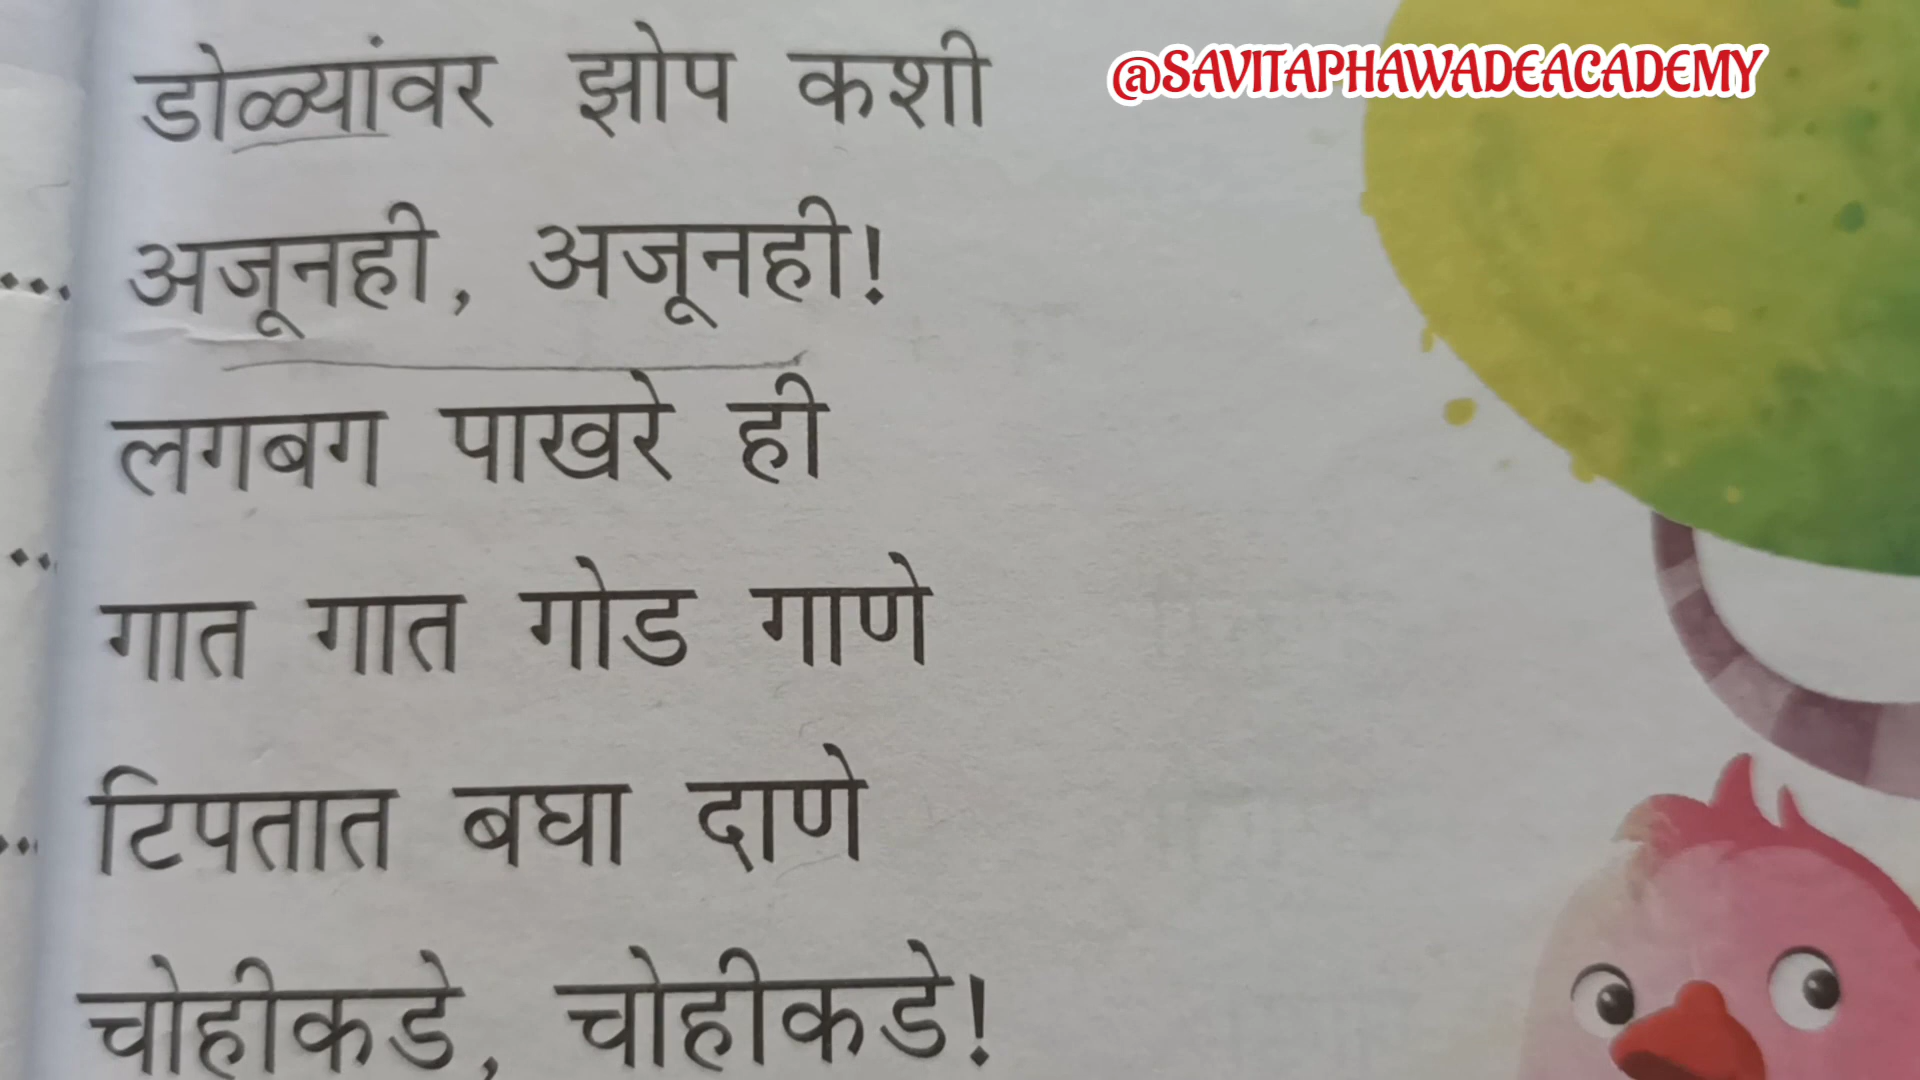 @SAVITAPHAWADEACADEMY
डोळ्यांवर झोप कशी
अजूनही, अजूनही!
लगबग पाखरे ही
गात गात गोड गाणे
टिपतात बघा दाणे
चोहीकडे, चोहीकडे!